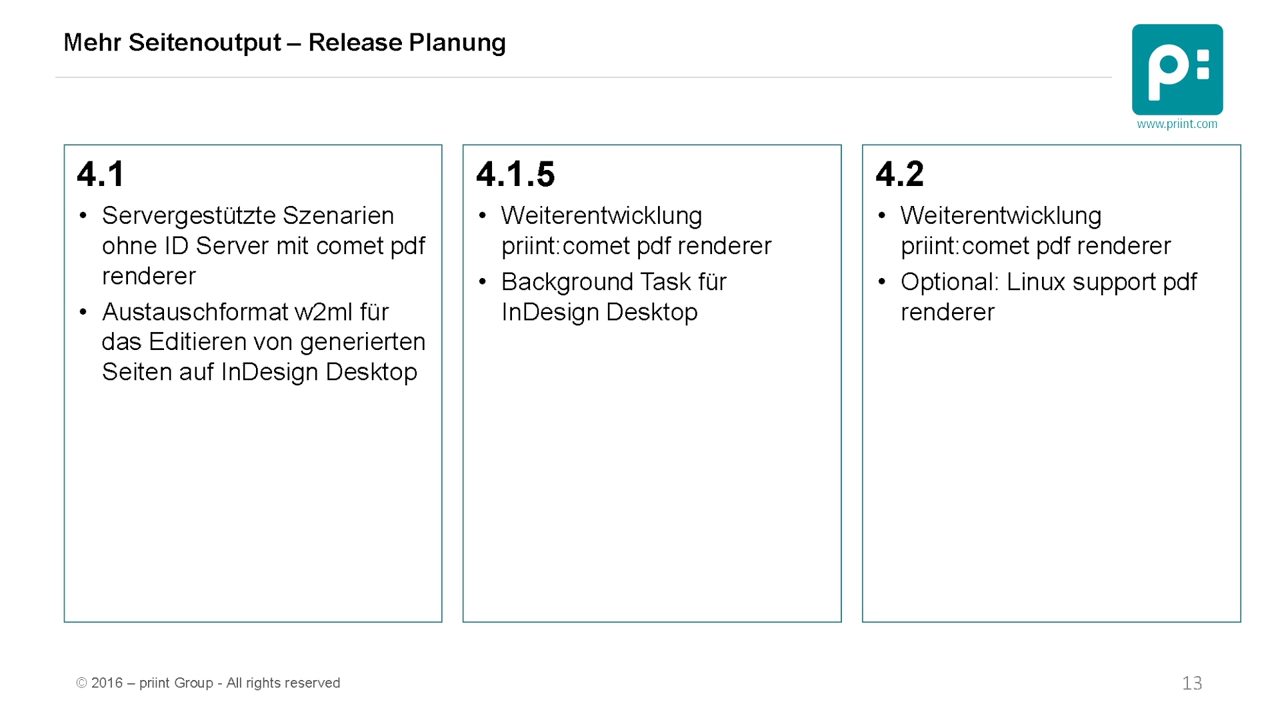 Mehr Seitenoutput – Release Planung
p:
www.priint.com
4.1
• Servergestützte Szenarien
ohne ID Server mit comet pdf
renderer
• Austauschformat w2ml für
das Editieren von generierten
Seiten auf InDesign Desktop
4.1.5
• Weiterentwicklung
priint:comet pdf renderer
• Background Task für
InDesign Desktop
4.2
• Weiterentwicklung
priint:comet pdf renderer
• Optional: Linux support pdf
renderer
© 2016 – priint Group - All rights reserved
13